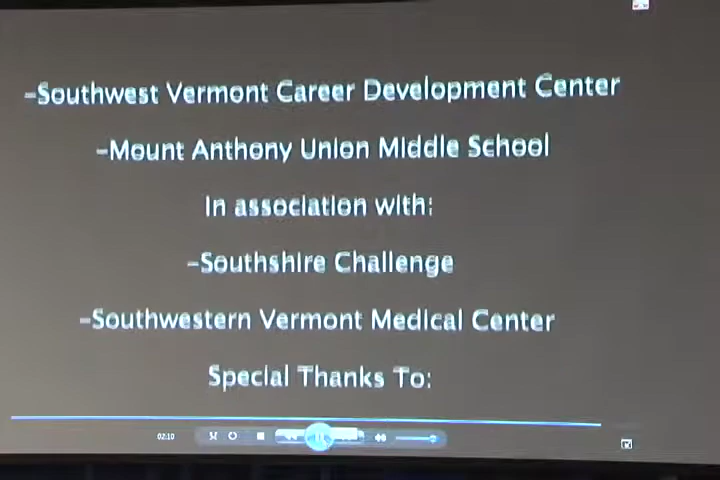 -Southwest Vermont Career Development Center
-Mount Anthony Union Middle School
In association with:
-Southshire Challenge
-Southwestern Vermont Medical Center
Special Thanks To:
02:10